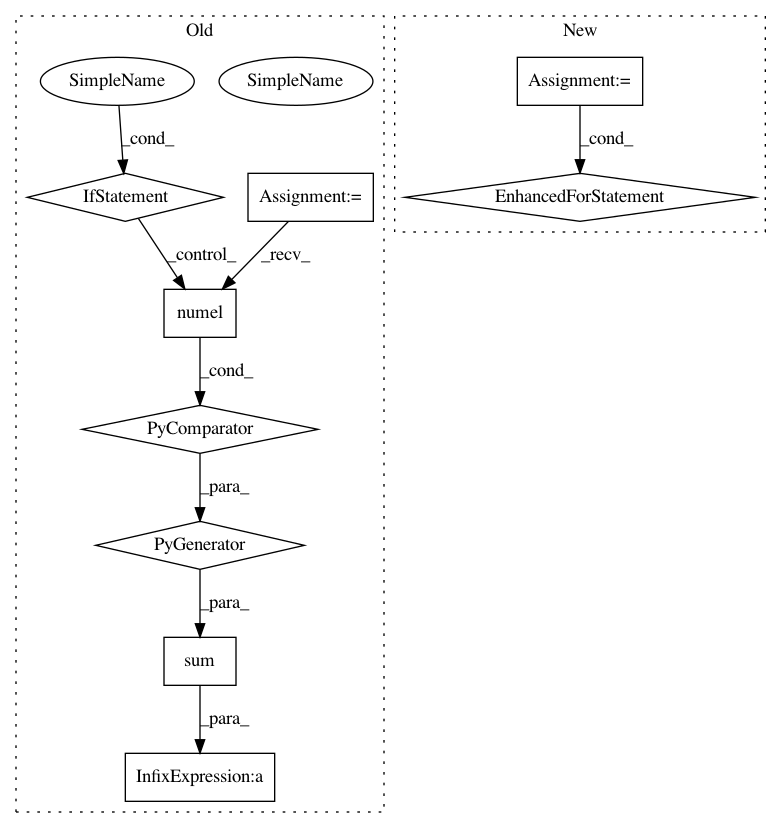 Old
New
SimpleName
SimpleName
Assignment:=
_cond_
_cond_
IfStatement
Assignment:=
EnhancedForStatement
_control_
_recv_
numel
_cond_
PyComparator
_para_
PyGenerator
_para_
sum
_para_
InfixExpression:a